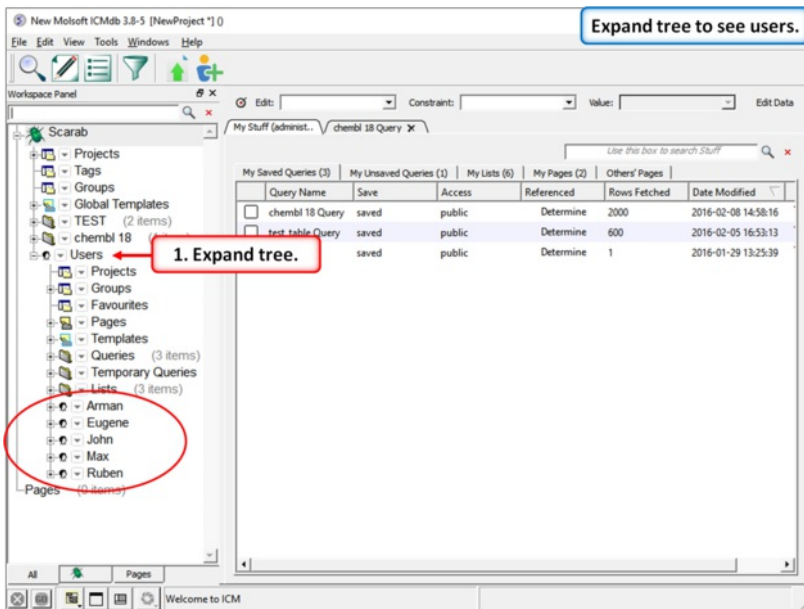 New Molsoft ICMdb 3.8-5 [NewProject *] ()
Expand tree to see users.
File Edit View Tools Windows Help
Workspace Panel
Edit: Constraint: Value: Edit Data
My Stuff (administ.. chembl 18 Query
Use this box to search Stuff
My Saved Queries (3) My Unsaved Queries (1) My Lists (6) My Pages (2) Others' Pages
Query Name Save Access Referenced Rows Fetched Date Modified
chembl 18 Query saved public Determine 2000 2016-02-08 14:58:16
test_table Query saved public Determine 600 2016-02-05 16:53:13
saved public Determine 1 2016-01-29 13:25:39
Scarab
Projects
Tags
Groups
Global Templates
TEST (2 items)
chembl 18
Users
1. Expand tree.
Projects
Groups
Favourites
Pages
Templates
Queries (3 items)
Temporary Queries
Lists (3 items)
Arman
Eugene
John
Max
Ruben
Pages (0 items)
All Pages
Welcome to ICM